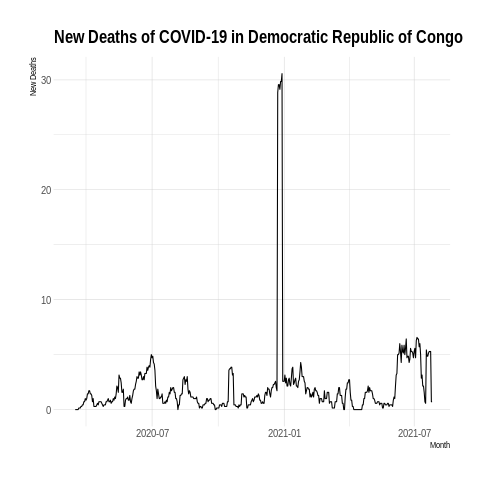 New Deaths of COVID-19 in Democratic Republic of Congo
New Deaths
30
20
10
0
2020-07
2021-01
2021-07
Month